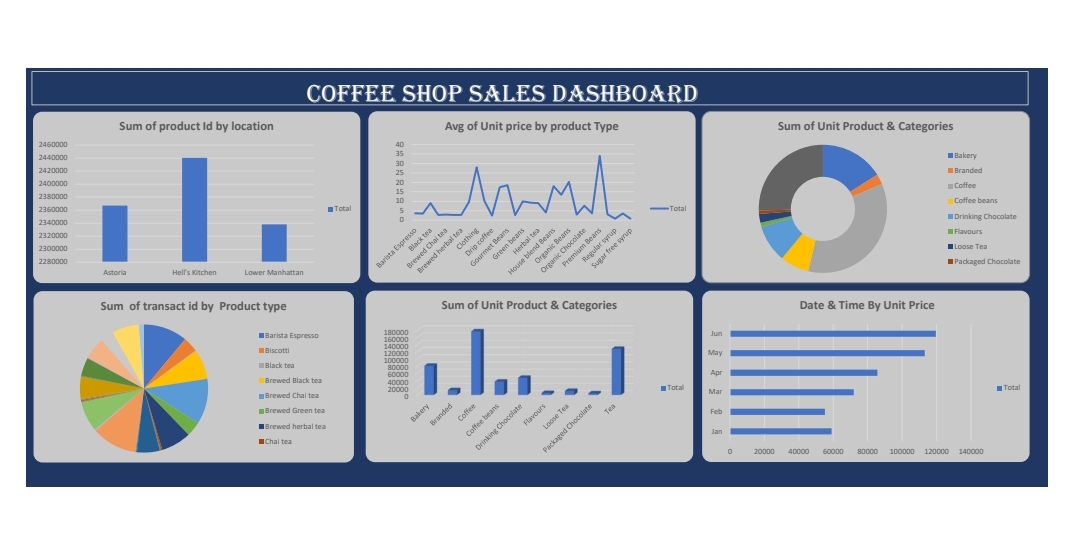 COFFEE SHOP SALES DASHBOARD
Sum of product Id by location
2460000
2440000
2420000
2400000
2380000
2360000
2340000
2320000
2300000
2280000
Astoria Hell's Kitchen Lower Manhattan
Total
Avg of Unit price by product Type
40
35
30
25
20
15
10
5
0
Barista Espresso
Black tea
Brewed Chai tea
Brewed herbal tea
Clothing
Drip coffee
Gourmet Beans
Green beans
Herbal tea
House blend Beans
Organic Beans
Organic Chocolate
Premium Beans
Regular syrup
Sugar free syrup
Total
Sum of Unit Product & Categories
Bakery
Branded
Coffee
Coffee beans
Drinking Chocolate
Flavours
Loose Tea
Packaged Chocolate
Sum of transact id by Product type
Barista Espresso
Biscotti
Black tea
Brewed Black tea
Brewed Chai tea
Brewed Green tea
Brewed herbal tea
Chai tea
Sum of Unit Product & Categories
180000
160000
140000
120000
100000
80000
60000
40000
20000
0
Bakery
Branded
Coffee
Coffee beans
Drinking Chocolate
Flavours
Loose Tea
Packaged Chocolate
Tea
Total
Date & Time By Unit Price
Jun
May
Apr
Mar
Feb
Jan
0 20000 40000 60000 80000 100000 120000 140000
Total